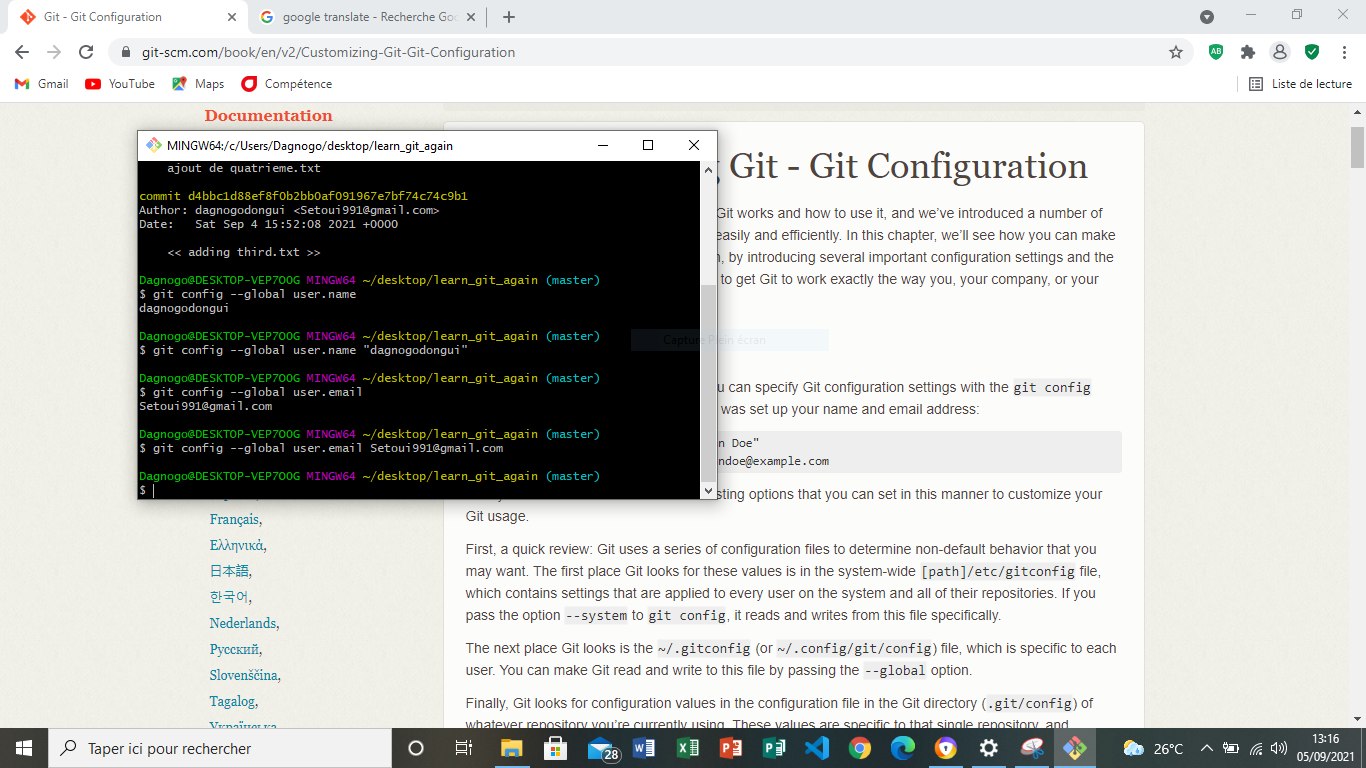 Git - Git Configuration
google translate - Recherche Goo
git-scm.com/book/en/v2/Customizing-Git-Git-Configuration
Gmail
YouTube
Maps
Compétence
Liste de lecture
Documentation
MINGW64:/c/Users/Dagnogo/desktop/learn_git_again
ajout de quatrieme.txt
commit d4bbc1d88ef8f0b2bb0af091967e7bf74c74c9b1
Author: dagnogodongui <Setoui991@gmail.com>
Date:   Sat Sep 4 15:52:08 2021 +0000
<< adding third.txt >>
Dagnogo@DESKTOP-VEP7OOG MINGW64 ~/desktop/learn_git_again (master)
$ git config --global user.name
dagnogodongui
Dagnogo@DESKTOP-VEP7OOG MINGW64 ~/desktop/learn_git_again (master)
$ git config --global user.name "dagnogodongui"
Dagnogo@DESKTOP-VEP7OOG MINGW64 ~/desktop/learn_git_again (master)
$ git config --global user.email
Setoui991@gmail.com
Dagnogo@DESKTOP-VEP7OOG MINGW64 ~/desktop/learn_git_again (master)
$ git config --global user.email Setoui991@gmail.com
Dagnogo@DESKTOP-VEP7OOG MINGW64 ~/desktop/learn_git_again (master)
$
g Git - Git Configuration
Git works and how to use it, and we've introduced a number of
easily and efficiently. In this chapter, we'll see how you can make
n, by introducing several important configuration settings and the
to get Git to work exactly the way you, your company, or your
Capture Plein écran
u can specify Git configuration settings with the git config
was set up your name and email address:
n Doe"
ndoe@example.com
sting options that you can set in this manner to customize your
Git usage.
First, a quick review: Git uses a series of configuration files to determine non-default behavior that you
may want. The first place Git looks for these values is in the system-wide [path]/etc/gitconfig file,
which contains settings that are applied to every user on the system and all of their repositories. If you
pass the option --system to git config, it reads and writes from this file specifically.
The next place Git looks is the ~/.gitconfig (or ~/.config/git/config) file, which is specific to each
user. You can make Git read and write to this file by passing the --global option.
Finally, Git looks for configuration values in the configuration file in the Git directory (.git/config) of
whatever repository you're currently using. These values are specific to that single repository, and
Français,
Ελληνικά,
日本語,
한국어,
Nederlands,
Русский,
Slovenščina,
Tagalog,
Українська
Taper ici pour rechercher
28
26°C
13:16
05/09/2021